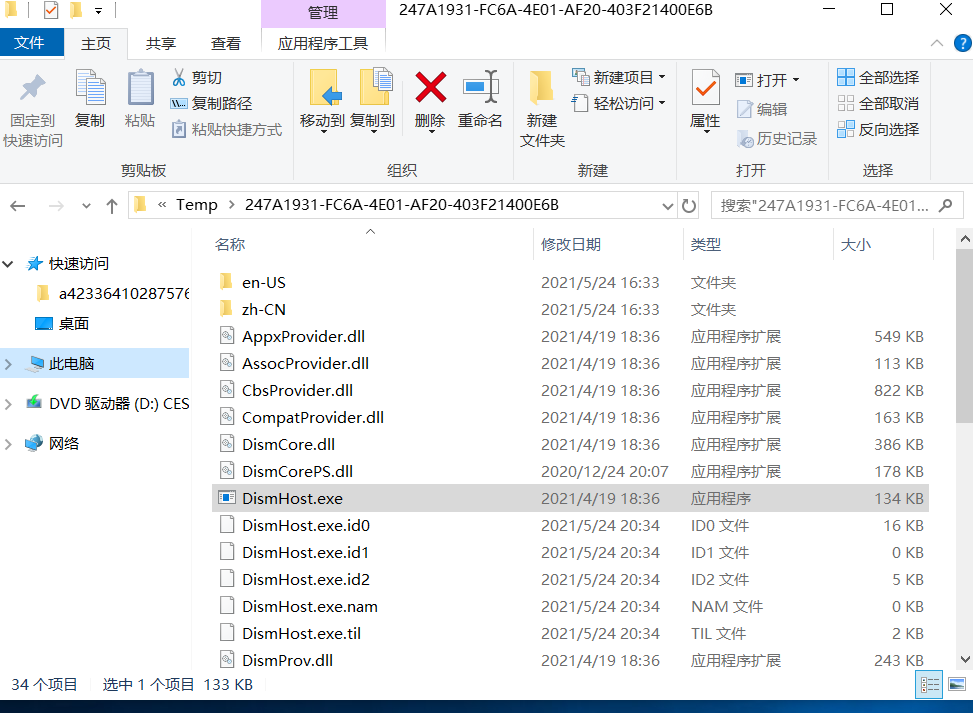 管理
247A1931-FC6A-4E01-AF20-403F21400E6B
文件 主页 共享 查看 应用程序工具
固定到快速访问
复制
粘贴
剪切
复制路径
粘贴快捷方式
移动到 复制到 删除 重命名
新建文件夹
新建项目
轻松访问
属性
打开
编辑
历史记录
全部选择
全部取消
反向选择
剪贴板 组织 新建 打开 选择
« Temp › 247A1931-FC6A-4E01-AF20-403F21400E6B
搜索"247A1931-FC6A-4E01...
快速访问
a42336410287576
桌面
此电脑
DVD 驱动器 (D:) CES
网络
名称 修改日期 类型 大小
en-US 2021/5/24 16:33 文件夹
zh-CN 2021/5/24 16:33 文件夹
AppxProvider.dll 2021/4/19 18:36 应用程序扩展 549 KB
AssocProvider.dll 2021/4/19 18:36 应用程序扩展 113 KB
CbsProvider.dll 2021/4/19 18:36 应用程序扩展 822 KB
CompatProvider.dll 2021/4/19 18:36 应用程序扩展 163 KB
DismCore.dll 2021/4/19 18:36 应用程序扩展 386 KB
DismCorePS.dll 2020/12/24 20:07 应用程序扩展 178 KB
DismHost.exe 2021/4/19 18:36 应用程序 134 KB
DismHost.exe.id0 2021/5/24 20:34 ID0 文件 16 KB
DismHost.exe.id1 2021/5/24 20:34 ID1 文件 0 KB
DismHost.exe.id2 2021/5/24 20:34 ID2 文件 5 KB
DismHost.exe.nam 2021/5/24 20:34 NAM 文件 0 KB
DismHost.exe.til 2021/5/24 20:34 TIL 文件 2 KB
DismProv.dll 2021/4/19 18:36 应用程序扩展 243 KB
34 个项目 选中 1 个项目 133 KB